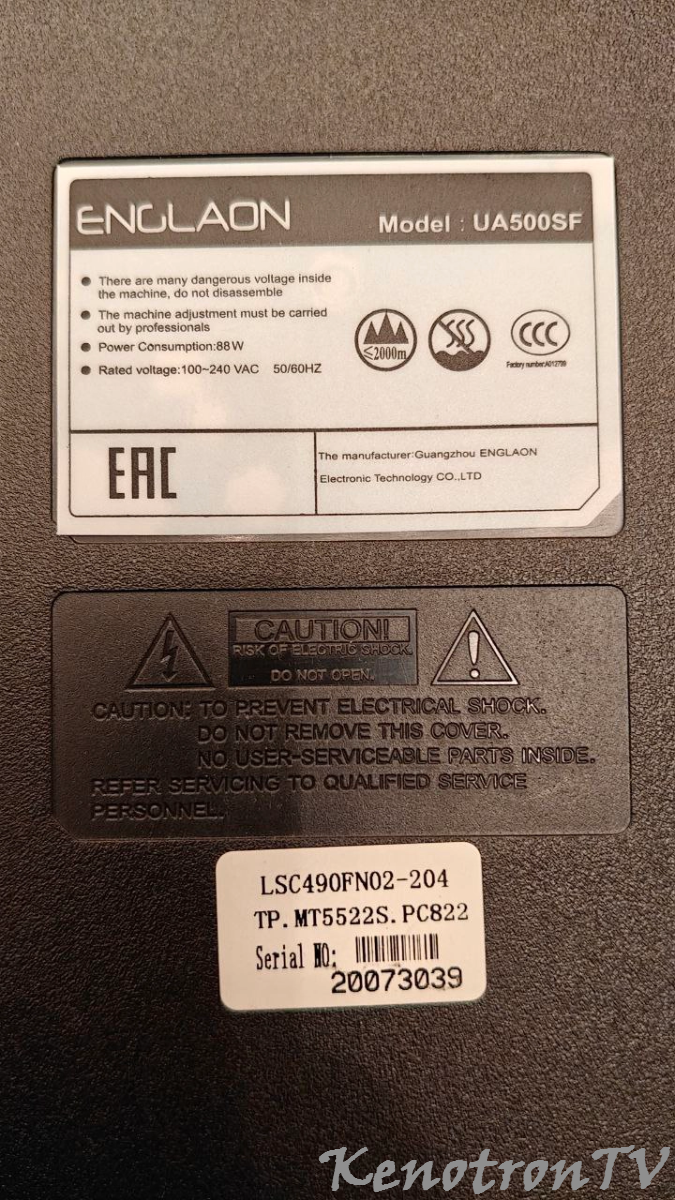 ENGLAON
Model : UA500SF
There are many dangerous voltage inside
the machine, do not disassemble
The machine adjustment must be carried
out by professionals
Power Consumption:88W
Rated voltage:100~240 VAC 50/60HZ
≤2000m
CCC
Factory number:A012799
EAC
The manufacturer:Guangzhou ENGLAON
Electronic Technology CO.,LTD
CAUTION!
RISK OF ELECTRIC SHOCK.
DO NOT OPEN.
CAUTION: TO PREVENT ELECTRICAL SHOCK.
DO NOT REMOVE THIS COVER.
NO USER-SERVICEABLE PARTS INSIDE.
REFER SERVICING TO QUALIFIED SERVICE
PERSONNEL.
LSC490FN02-204
TP.MT5522S.PC822
Serial NO:
20073039
KenotronTV